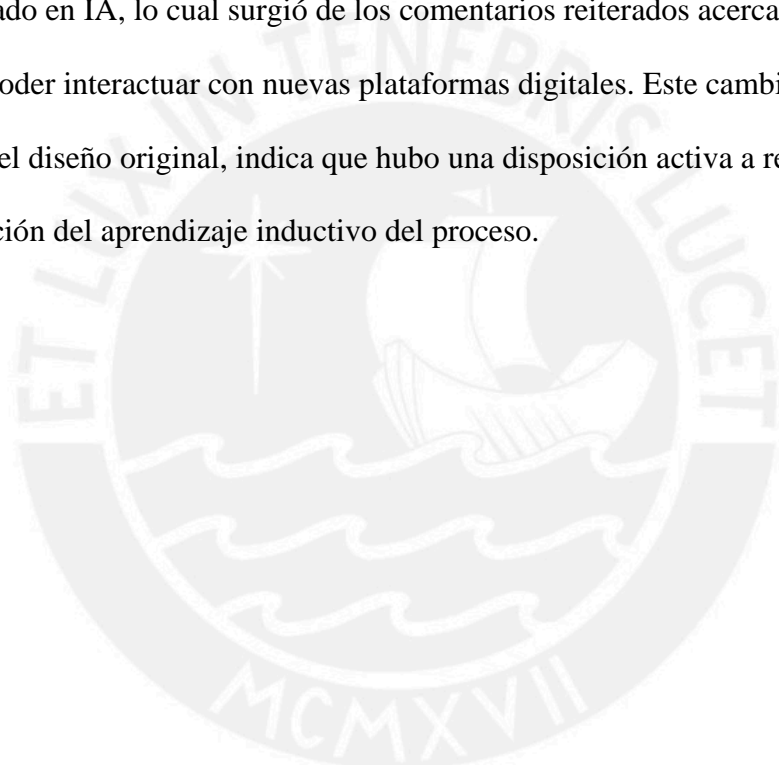 ado en IA, lo cual surgió de los comentarios reiterados acerca
oder interactuar con nuevas plataformas digitales. Este cambi
el diseño original, indica que hubo una disposición activa a re
ción del aprendizaje inductivo del proceso.
ET LUX IN TENEBRIS LUCET
MCMXVII